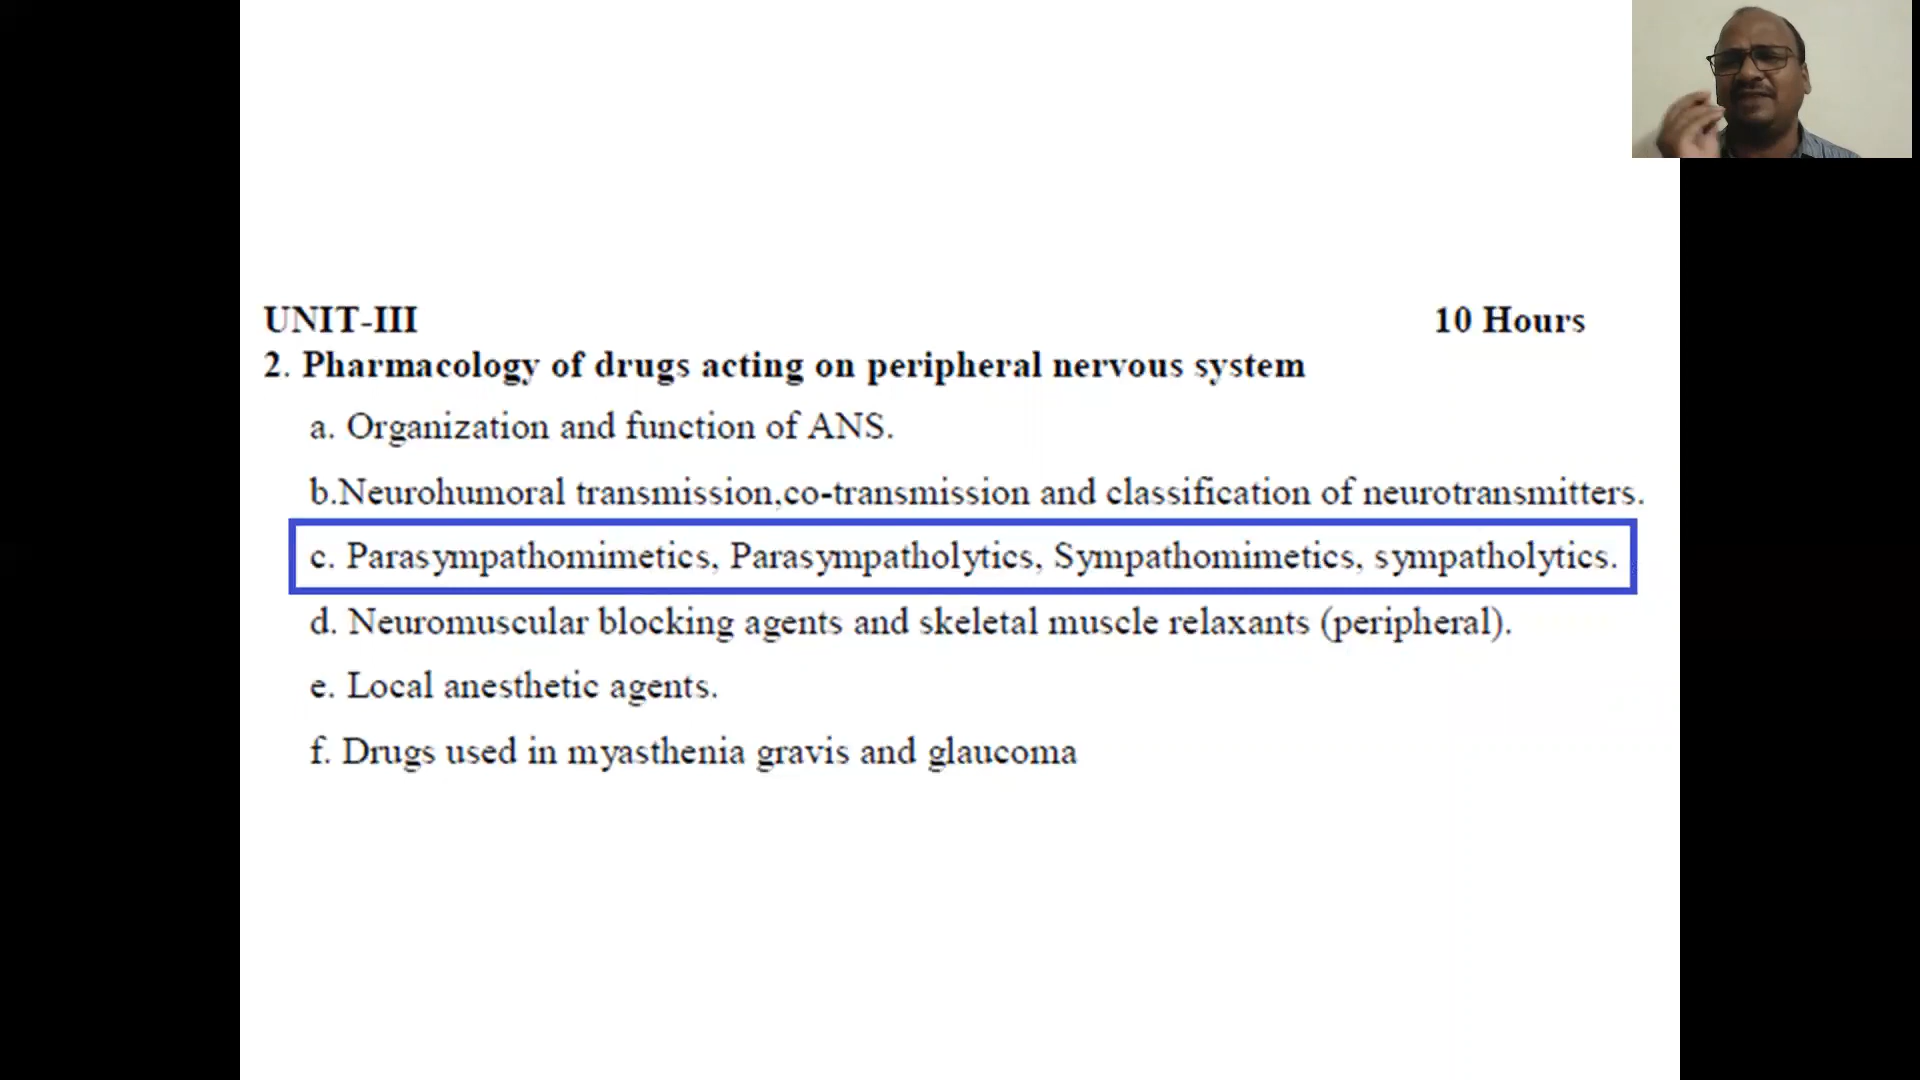 UNIT-III 10 Hours
2. Pharmacology of drugs acting on peripheral nervous system
a. Organization and function of ANS.
b.Neurohumoral transmission,co-transmission and classification of neurotransmitters.
c. Parasympathomimetics, Parasympatholytics, Sympathomimetics, sympatholytics.
d. Neuromuscular blocking agents and skeletal muscle relaxants (peripheral).
e. Local anesthetic agents.
f. Drugs used in myasthenia gravis and glaucoma